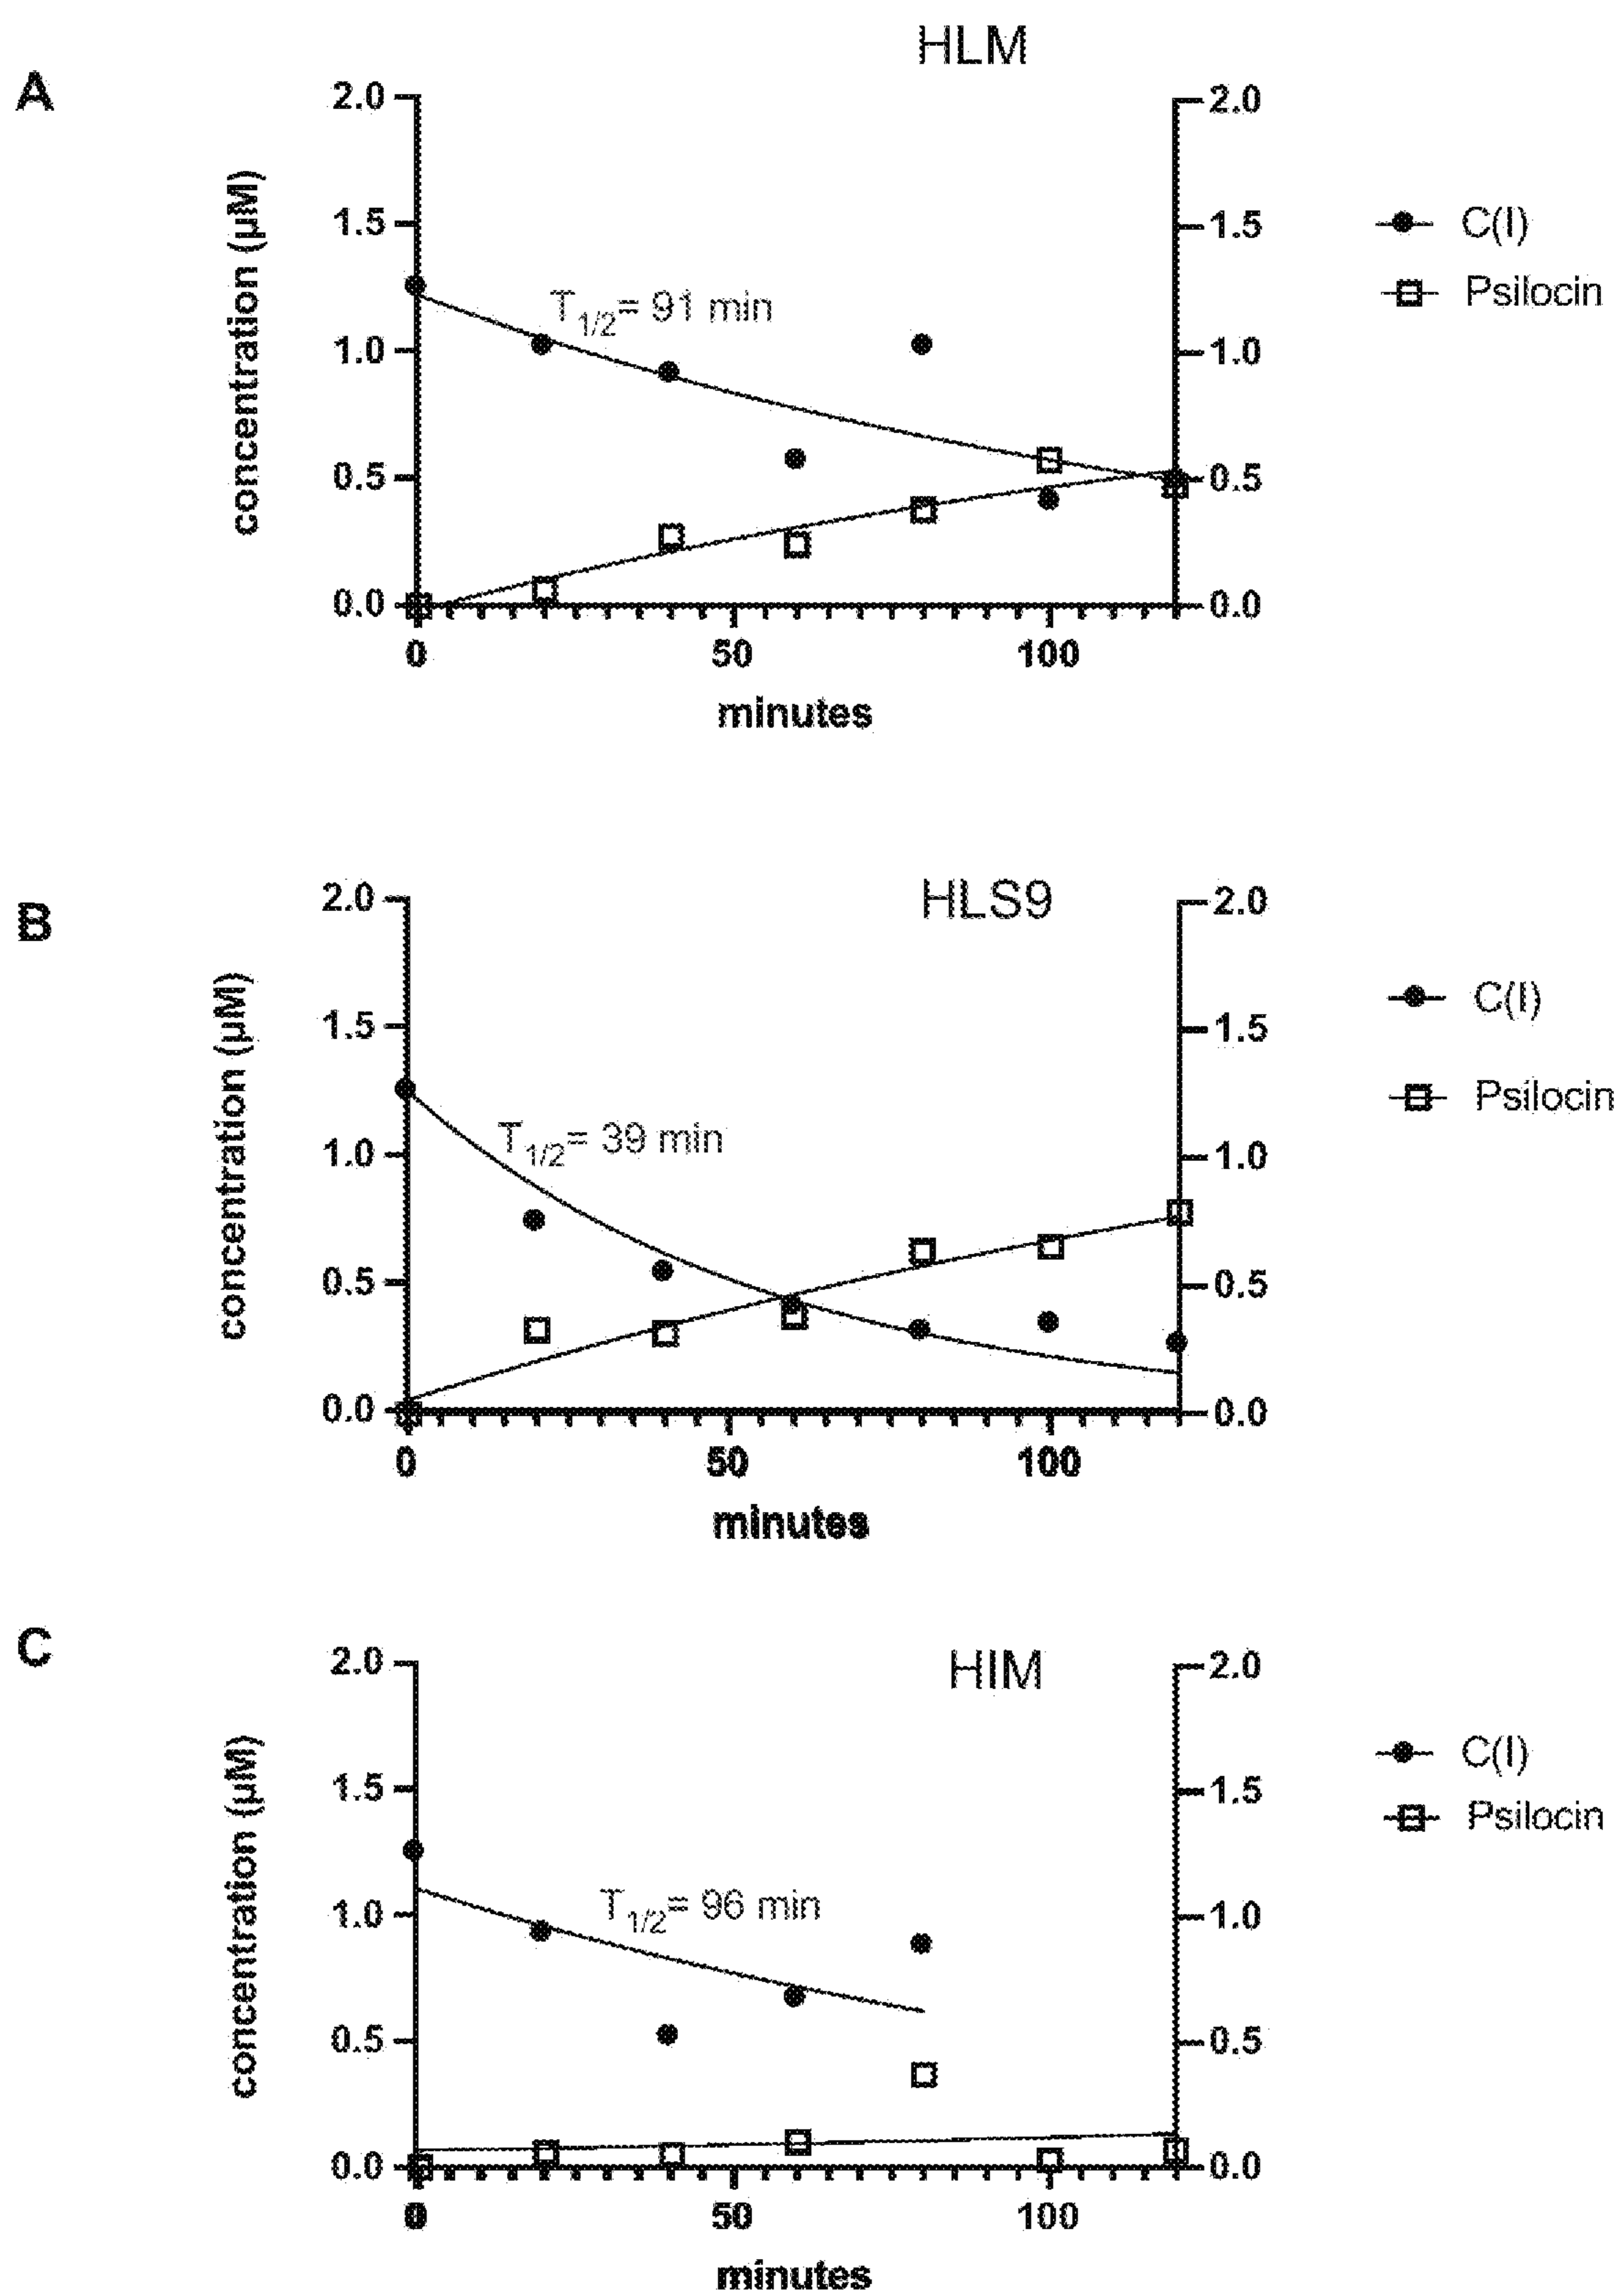 A
HLM
2.0
2.0
concentration (µM)
1.5
1.5
C(I)
T1/2= 91 min
Psilocin
1.0
1.0
0.5
0.5
0.0
0.0
0
50
100
minutes
B
HLS9
2.0
2.0
concentration (µM)
1.5
1.5
C(I)
T1/2= 39 min
Psilocin
1.0
1.0
0.5
0.5
0.0
0.0
0
50
100
minutes
C
HIM
2.0
2.0
concentration (µM)
1.5
1.5
C(I)
Psilocin
T1/2= 96 min
1.0
1.0
0.5
0.5
0.0
0.0
0
50
100
minutes